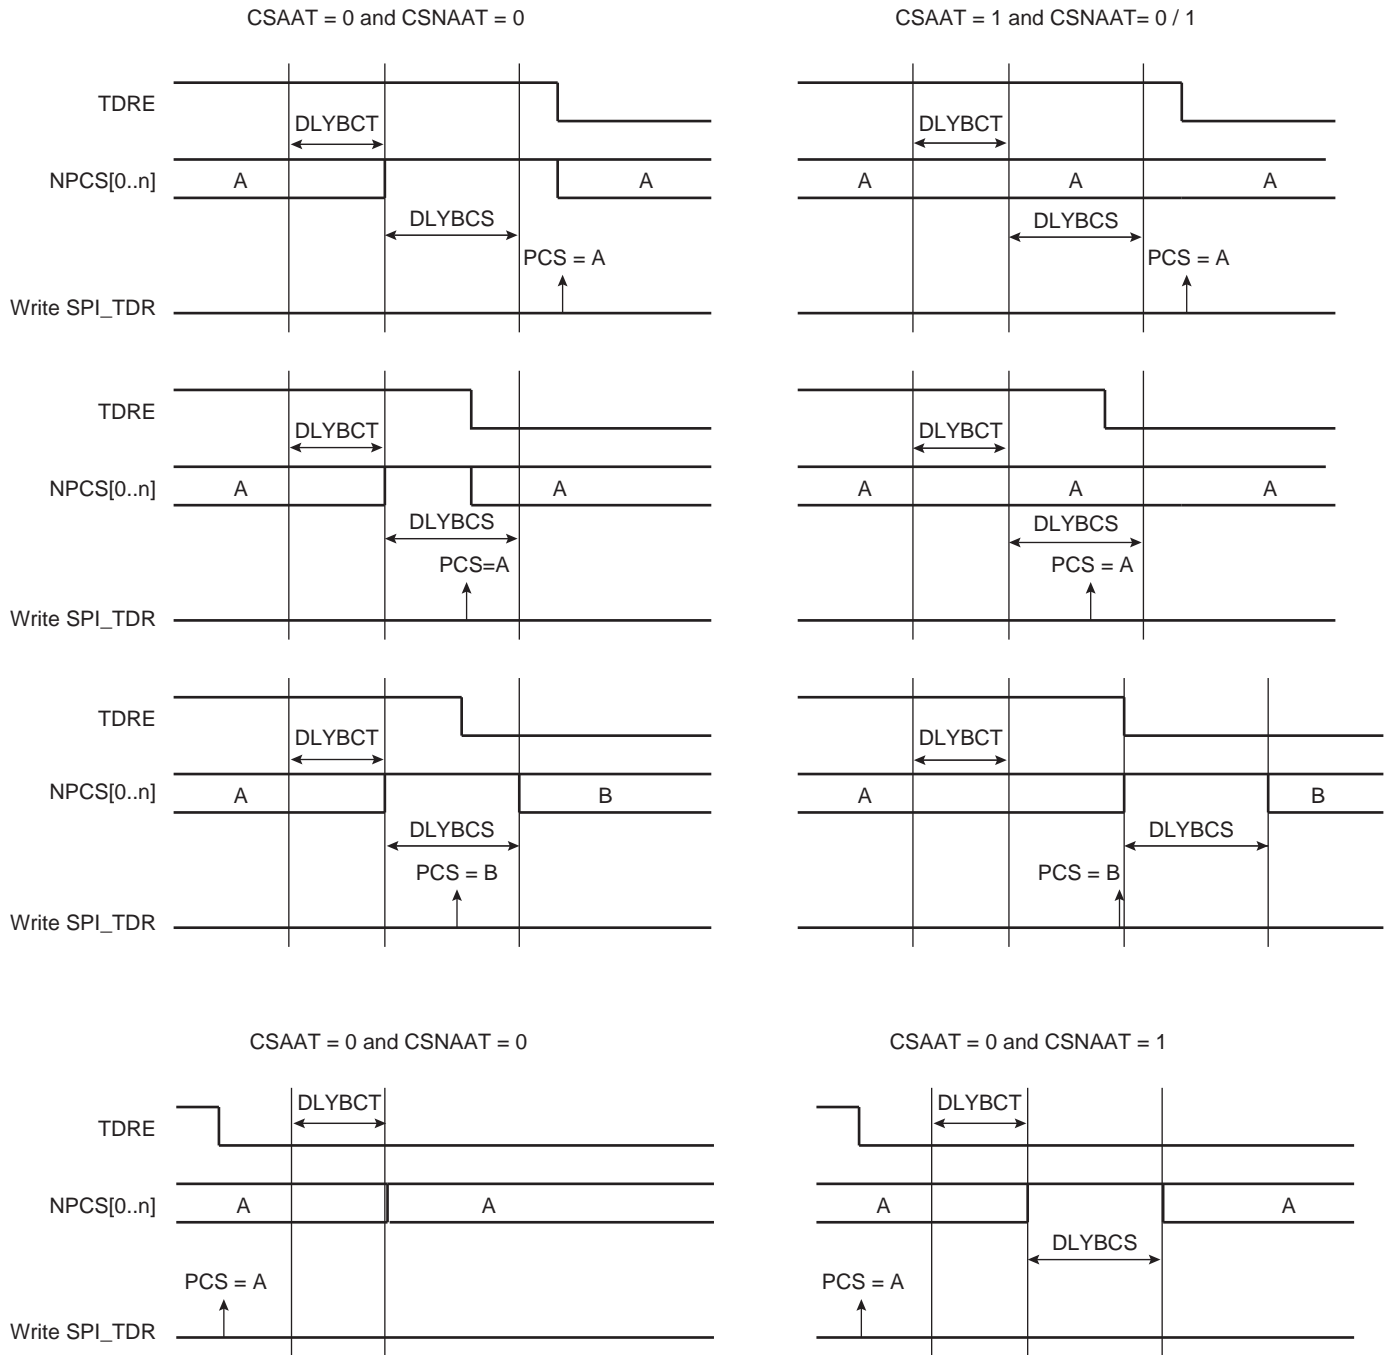 CSAAT = 0 and CSNAAT = 0
CSAAT = 1 and CSNAAT= 0 / 1
TDRE
DLYBCT
DLYBCT
NPCS[0..n]
A
A
A
A
A
DLYBCS
DLYBCS
PCS = A
PCS = A
Write SPI_TDR
TDRE
DLYBCT
DLYBCT
NPCS[0..n]
A
A
A
A
A
DLYBCS
DLYBCS
PCS=A
PCS = A
Write SPI_TDR
TDRE
DLYBCT
DLYBCT
NPCS[0..n]
A
B
A
B
DLYBCS
DLYBCS
PCS = B
PCS = B
Write SPI_TDR
CSAAT = 0 and CSNAAT = 0
CSAAT = 0 and CSNAAT = 1
DLYBCT
DLYBCT
TDRE
NPCS[0..n]
A
A
A
A
DLYBCS
PCS = A
PCS = A
Write SPI_TDR